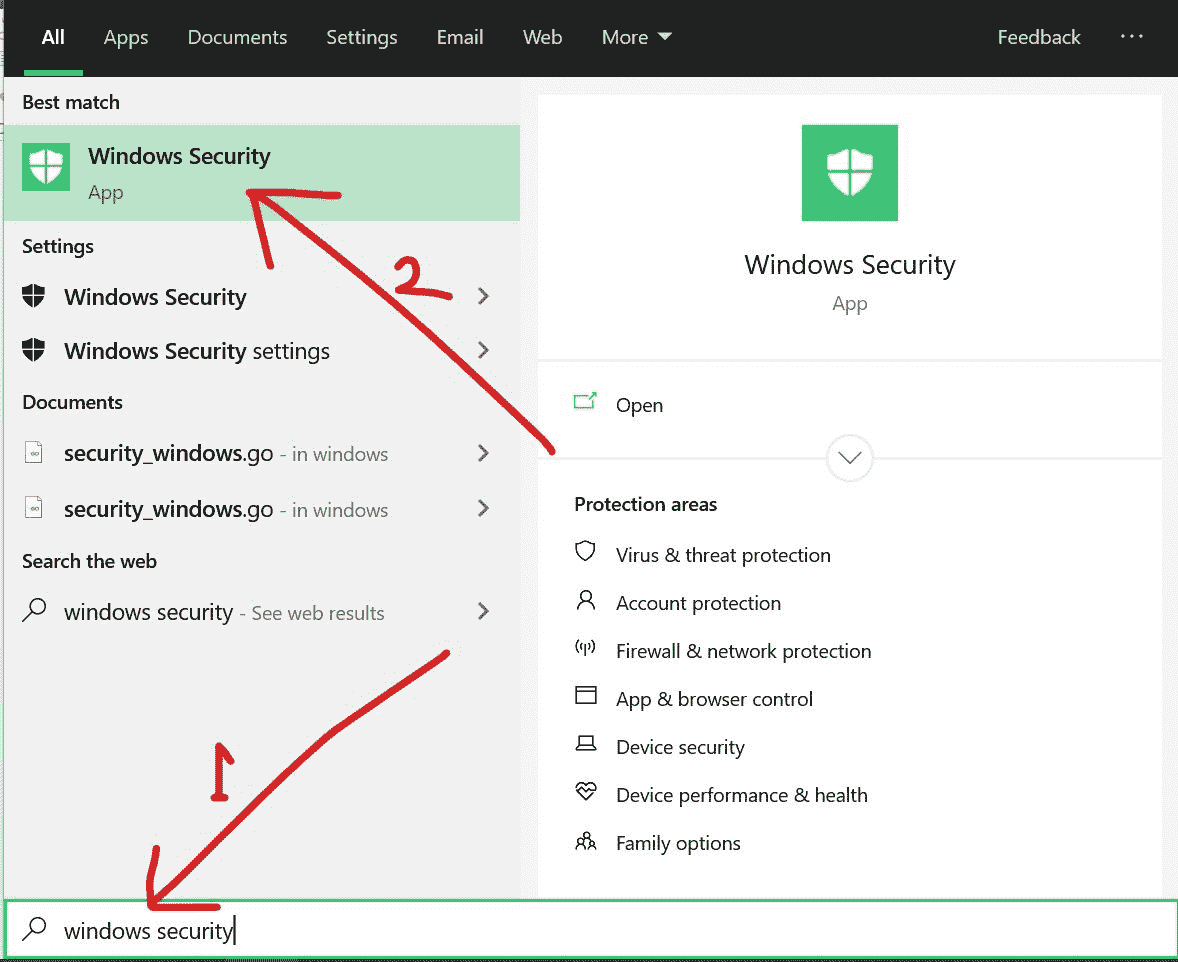 All Apps Documents Settings Email Web More Feedback ...
Best match
Windows Security
App
Settings
Windows Security
Windows Security settings
Documents
security_windows.go - in windows
security_windows.go - in windows
Search the web
windows security - See web results
2
1
windows security
Windows Security
App
Open
Protection areas
Virus & threat protection
Account protection
Firewall & network protection
App & browser control
Device security
Device performance & health
Family options